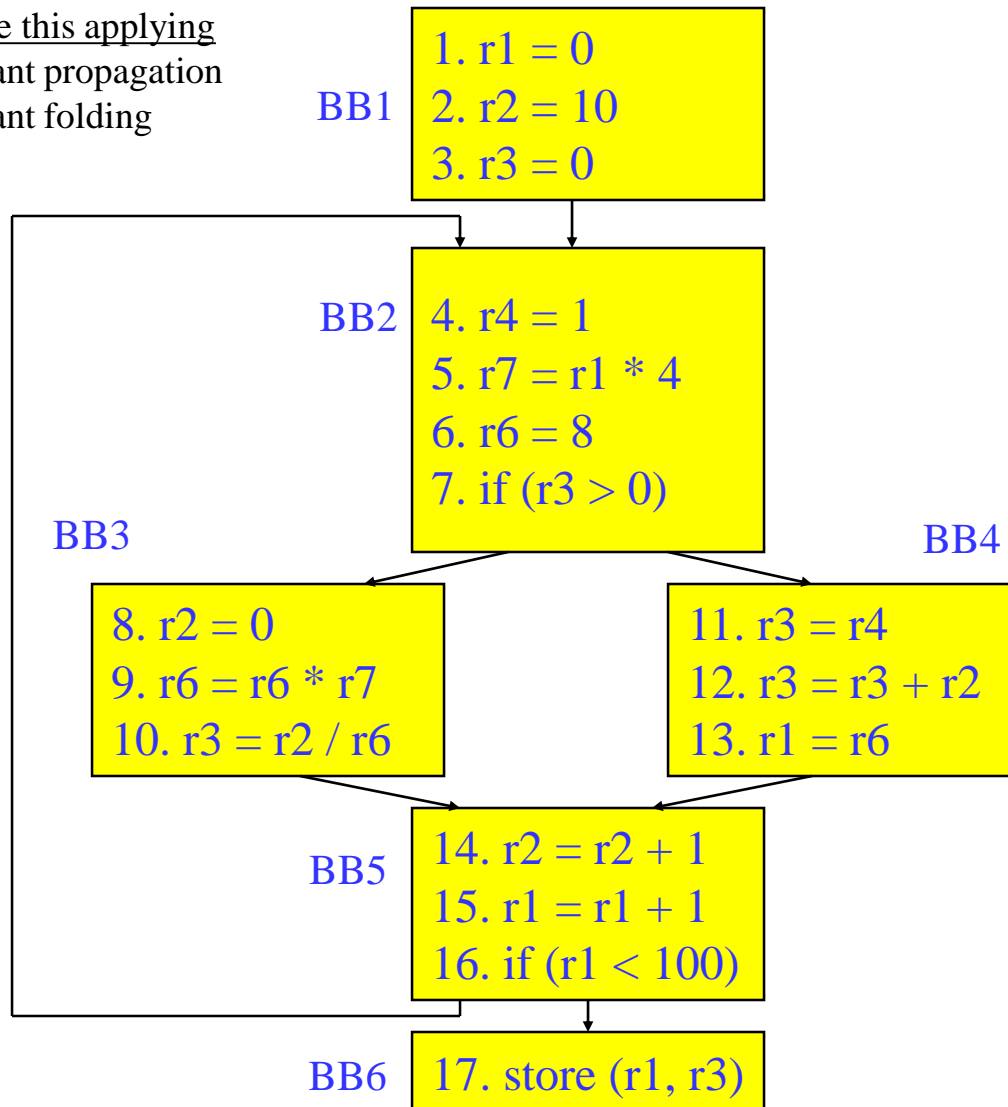 e this applying
ant propagation
ant folding
BB1
1. r1 = 0
2. r2 = 10
3. r3 = 0
BB2
4. r4 = 1
5. r7 = r1 * 4
6. r6 = 8
7. if (r3 > 0)
BB3
8. r2 = 0
9. r6 = r6 * r7
10. r3 = r2 / r6
BB4
11. r3 = r4
12. r3 = r3 + r2
13. r1 = r6
BB5
14. r2 = r2 + 1
15. r1 = r1 + 1
16. if (r1 < 100)
BB6
17. store (r1, r3)